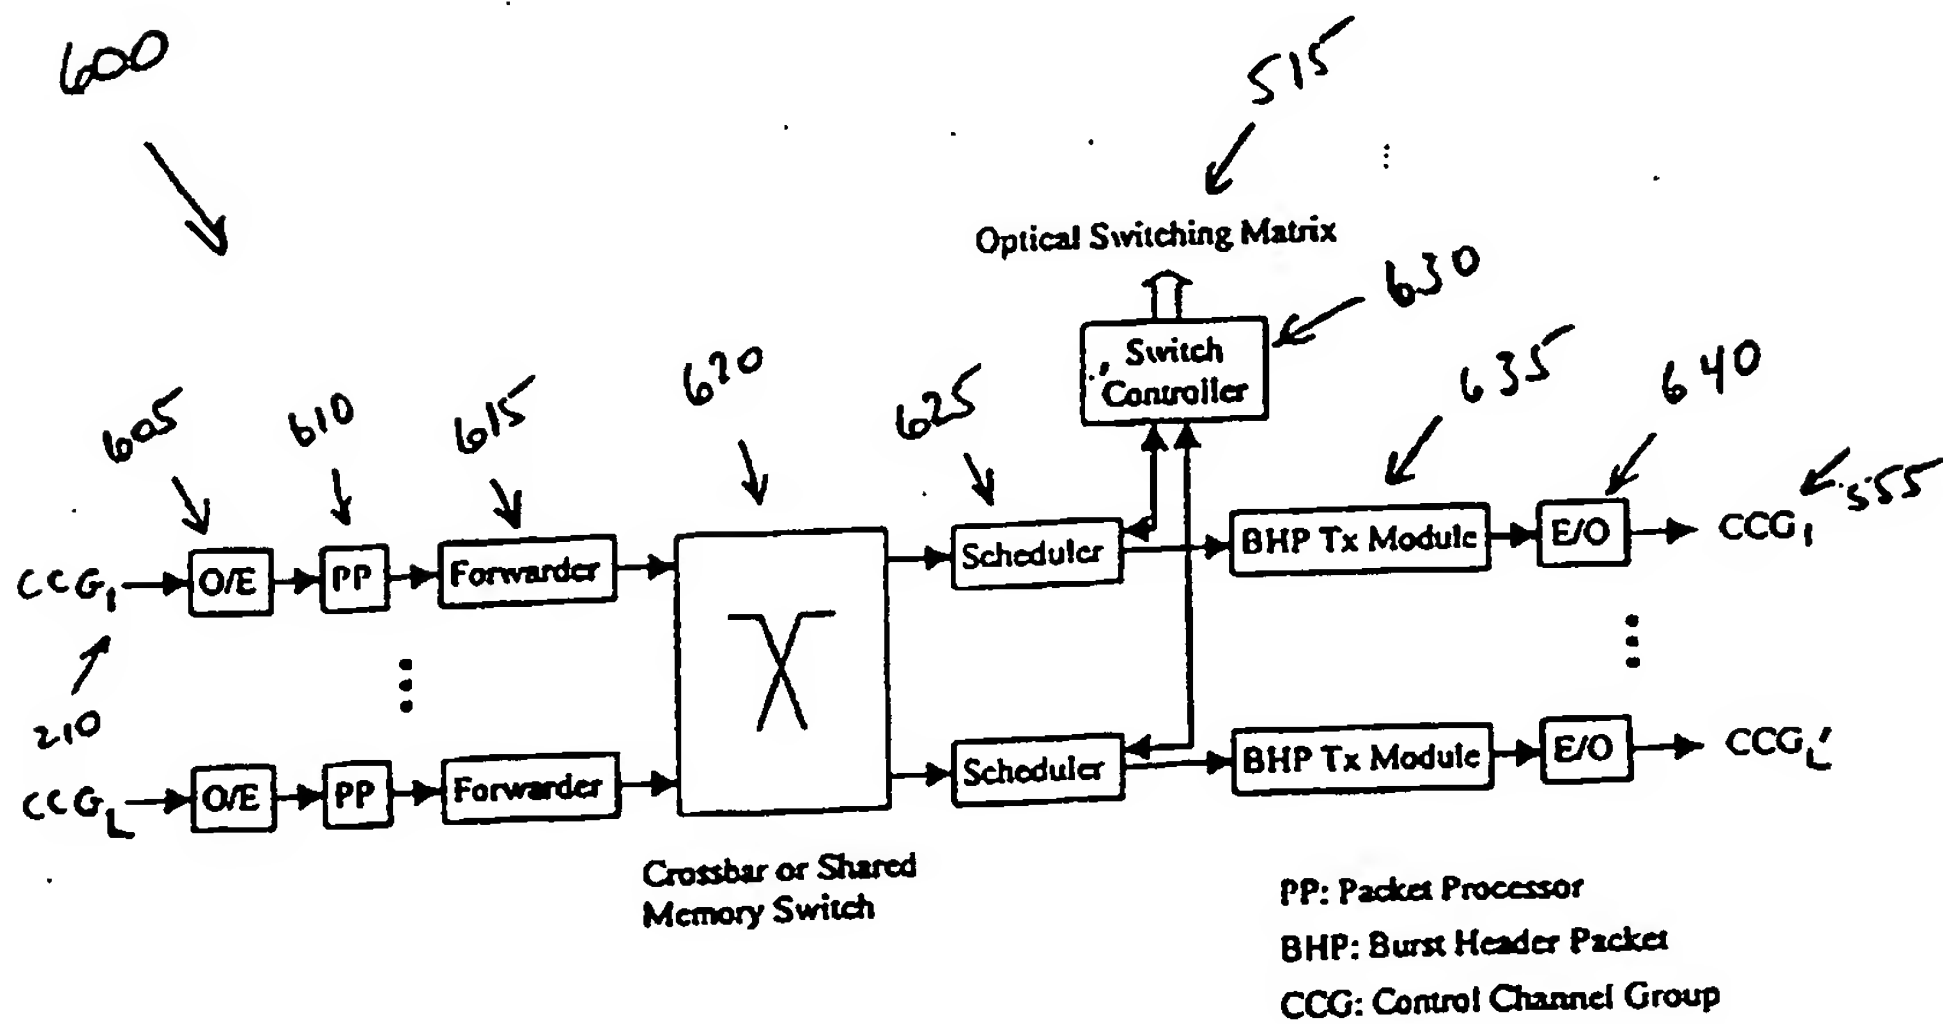 600
515
Optical Switching Matrix
630
Switch
Controller
605
610
615
620
625
635
640
555
CCG1
O/E
PP
Forwarder
Scheduler
BHP Tx Module
E/O
CCG1
210
CCGL
O/E
PP
Forwarder
Scheduler
BHP Tx Module
E/O
CCGL'
Crossbar or Shared
Memory Switch
PP: Packet Processor
BHP: Burst Header Packet
CCG: Control Channel Group